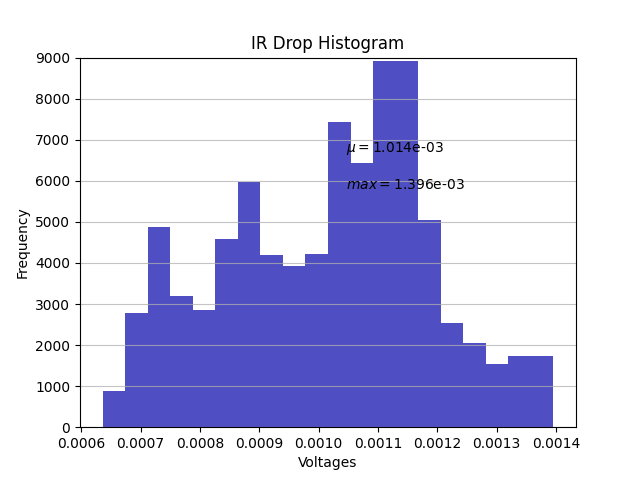 IR Drop Histogram
9000
8000
7000
6000
5000
4000
3000
2000
1000
0
Frequency
μ = 1.014e-03
max = 1.396e-03
0.0006 0.0007 0.0008 0.0009 0.0010 0.0011 0.0012 0.0013 0.0014
Voltages